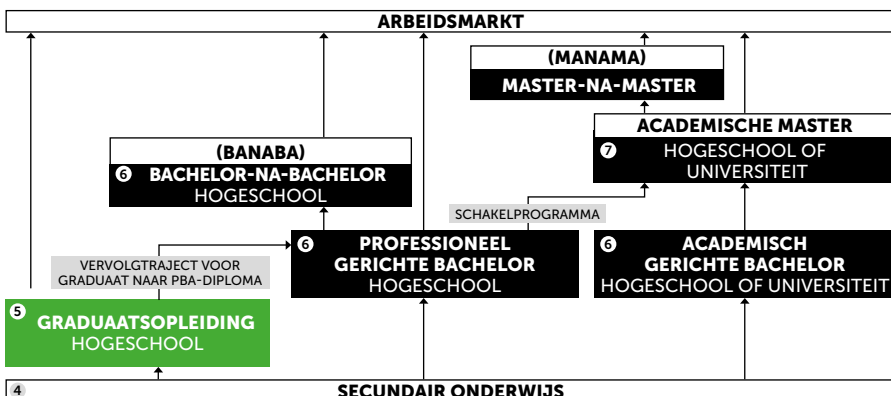 ARBEIDSMARKT
(MANAMA)
MASTER-NA-MASTER
ACADEMISCHE MASTER
7 HOGESCHOOL OF
UNIVERSITEIT
(BANABA)
6 BACHELOR-NA-BACHELOR
HOGESCHOOL
SCHAKELPROGRAMMA
6 PROFESSIONEEL
GERICHTE BACHELOR
HOGESCHOOL
6 ACADEMISCH
GERICHTE BACHELOR
HOGESCHOOL OF UNIVERSITEIT
VERVOLGTRAJECT VOOR
GRADUAAT NAAR PBA-DIPLOMA
5 GRADUAATSOPLEIDING
HOGESCHOOL
4 SECUNDAIR ONDERWIJS